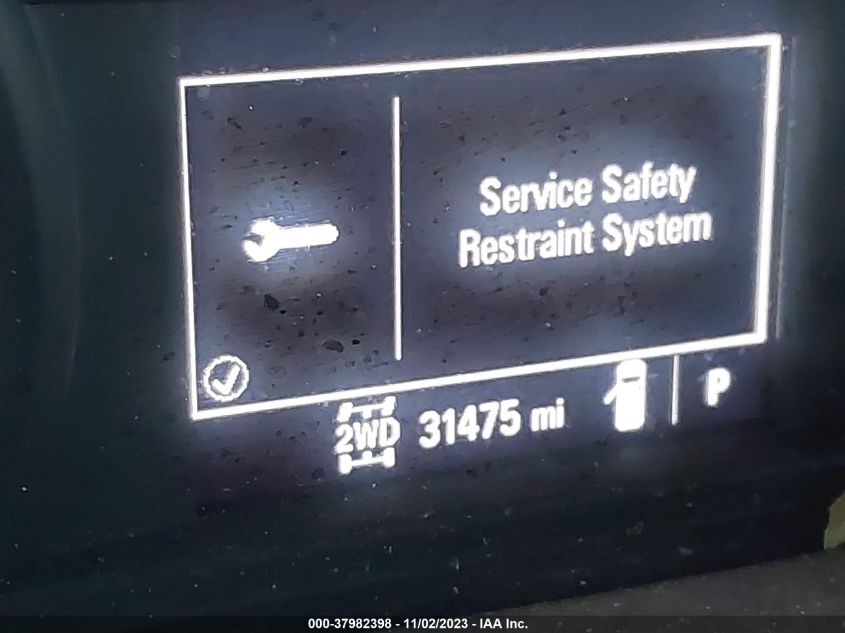 Service Safety
Restraint System
2WD 31475 mi P
000-37982398 - 11/02/2023 - IAA Inc.